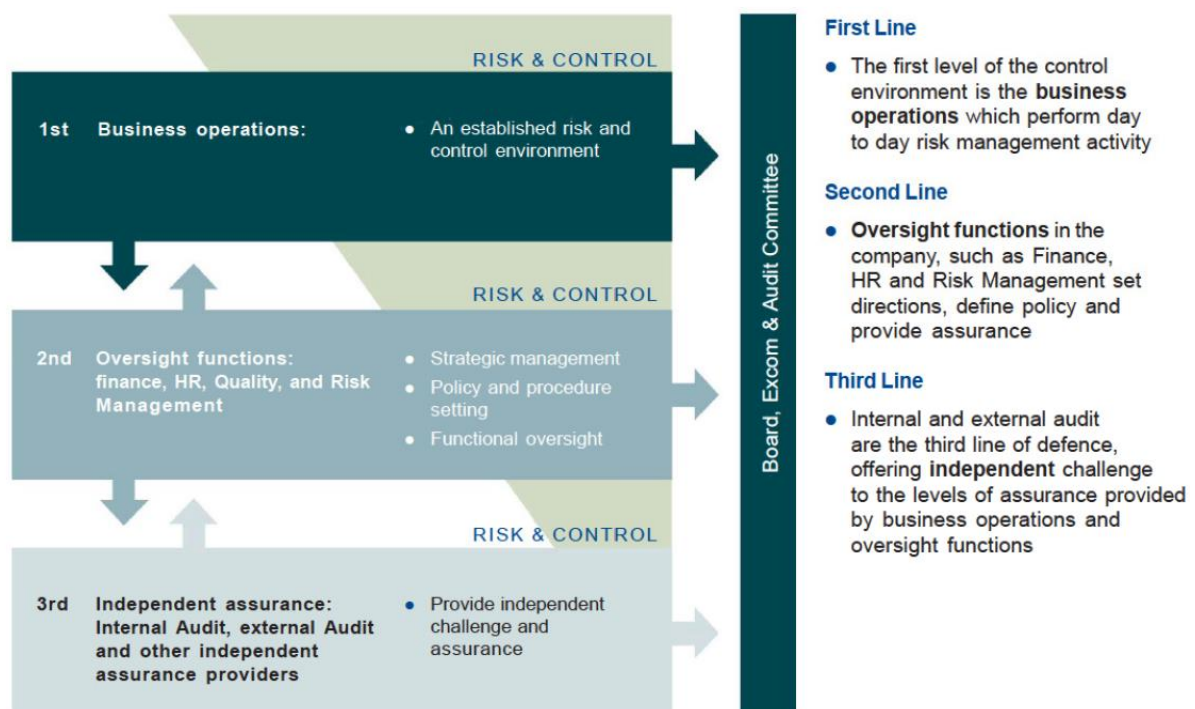 RISK & CONTROL
1st Business operations:
● An established risk and
control environment
RISK & CONTROL
2nd Oversight functions:
finance, HR, Quality, and Risk
Management
● Strategic management
● Policy and procedure
setting
● Functional oversight
RISK & CONTROL
3rd Independent assurance:
Internal Audit, external Audit
and other independent
assurance providers
● Provide independent
challenge and
assurance
Board, Excom & Audit Committee
First Line
● The first level of the control
environment is the business
operations which perform day
to day risk management activity
Second Line
● Oversight functions in the
company, such as Finance,
HR and Risk Management set
directions, define policy and
provide assurance
Third Line
● Internal and external audit
are the third line of defence,
offering independent challenge
to the levels of assurance provided
by business operations and
oversight functions